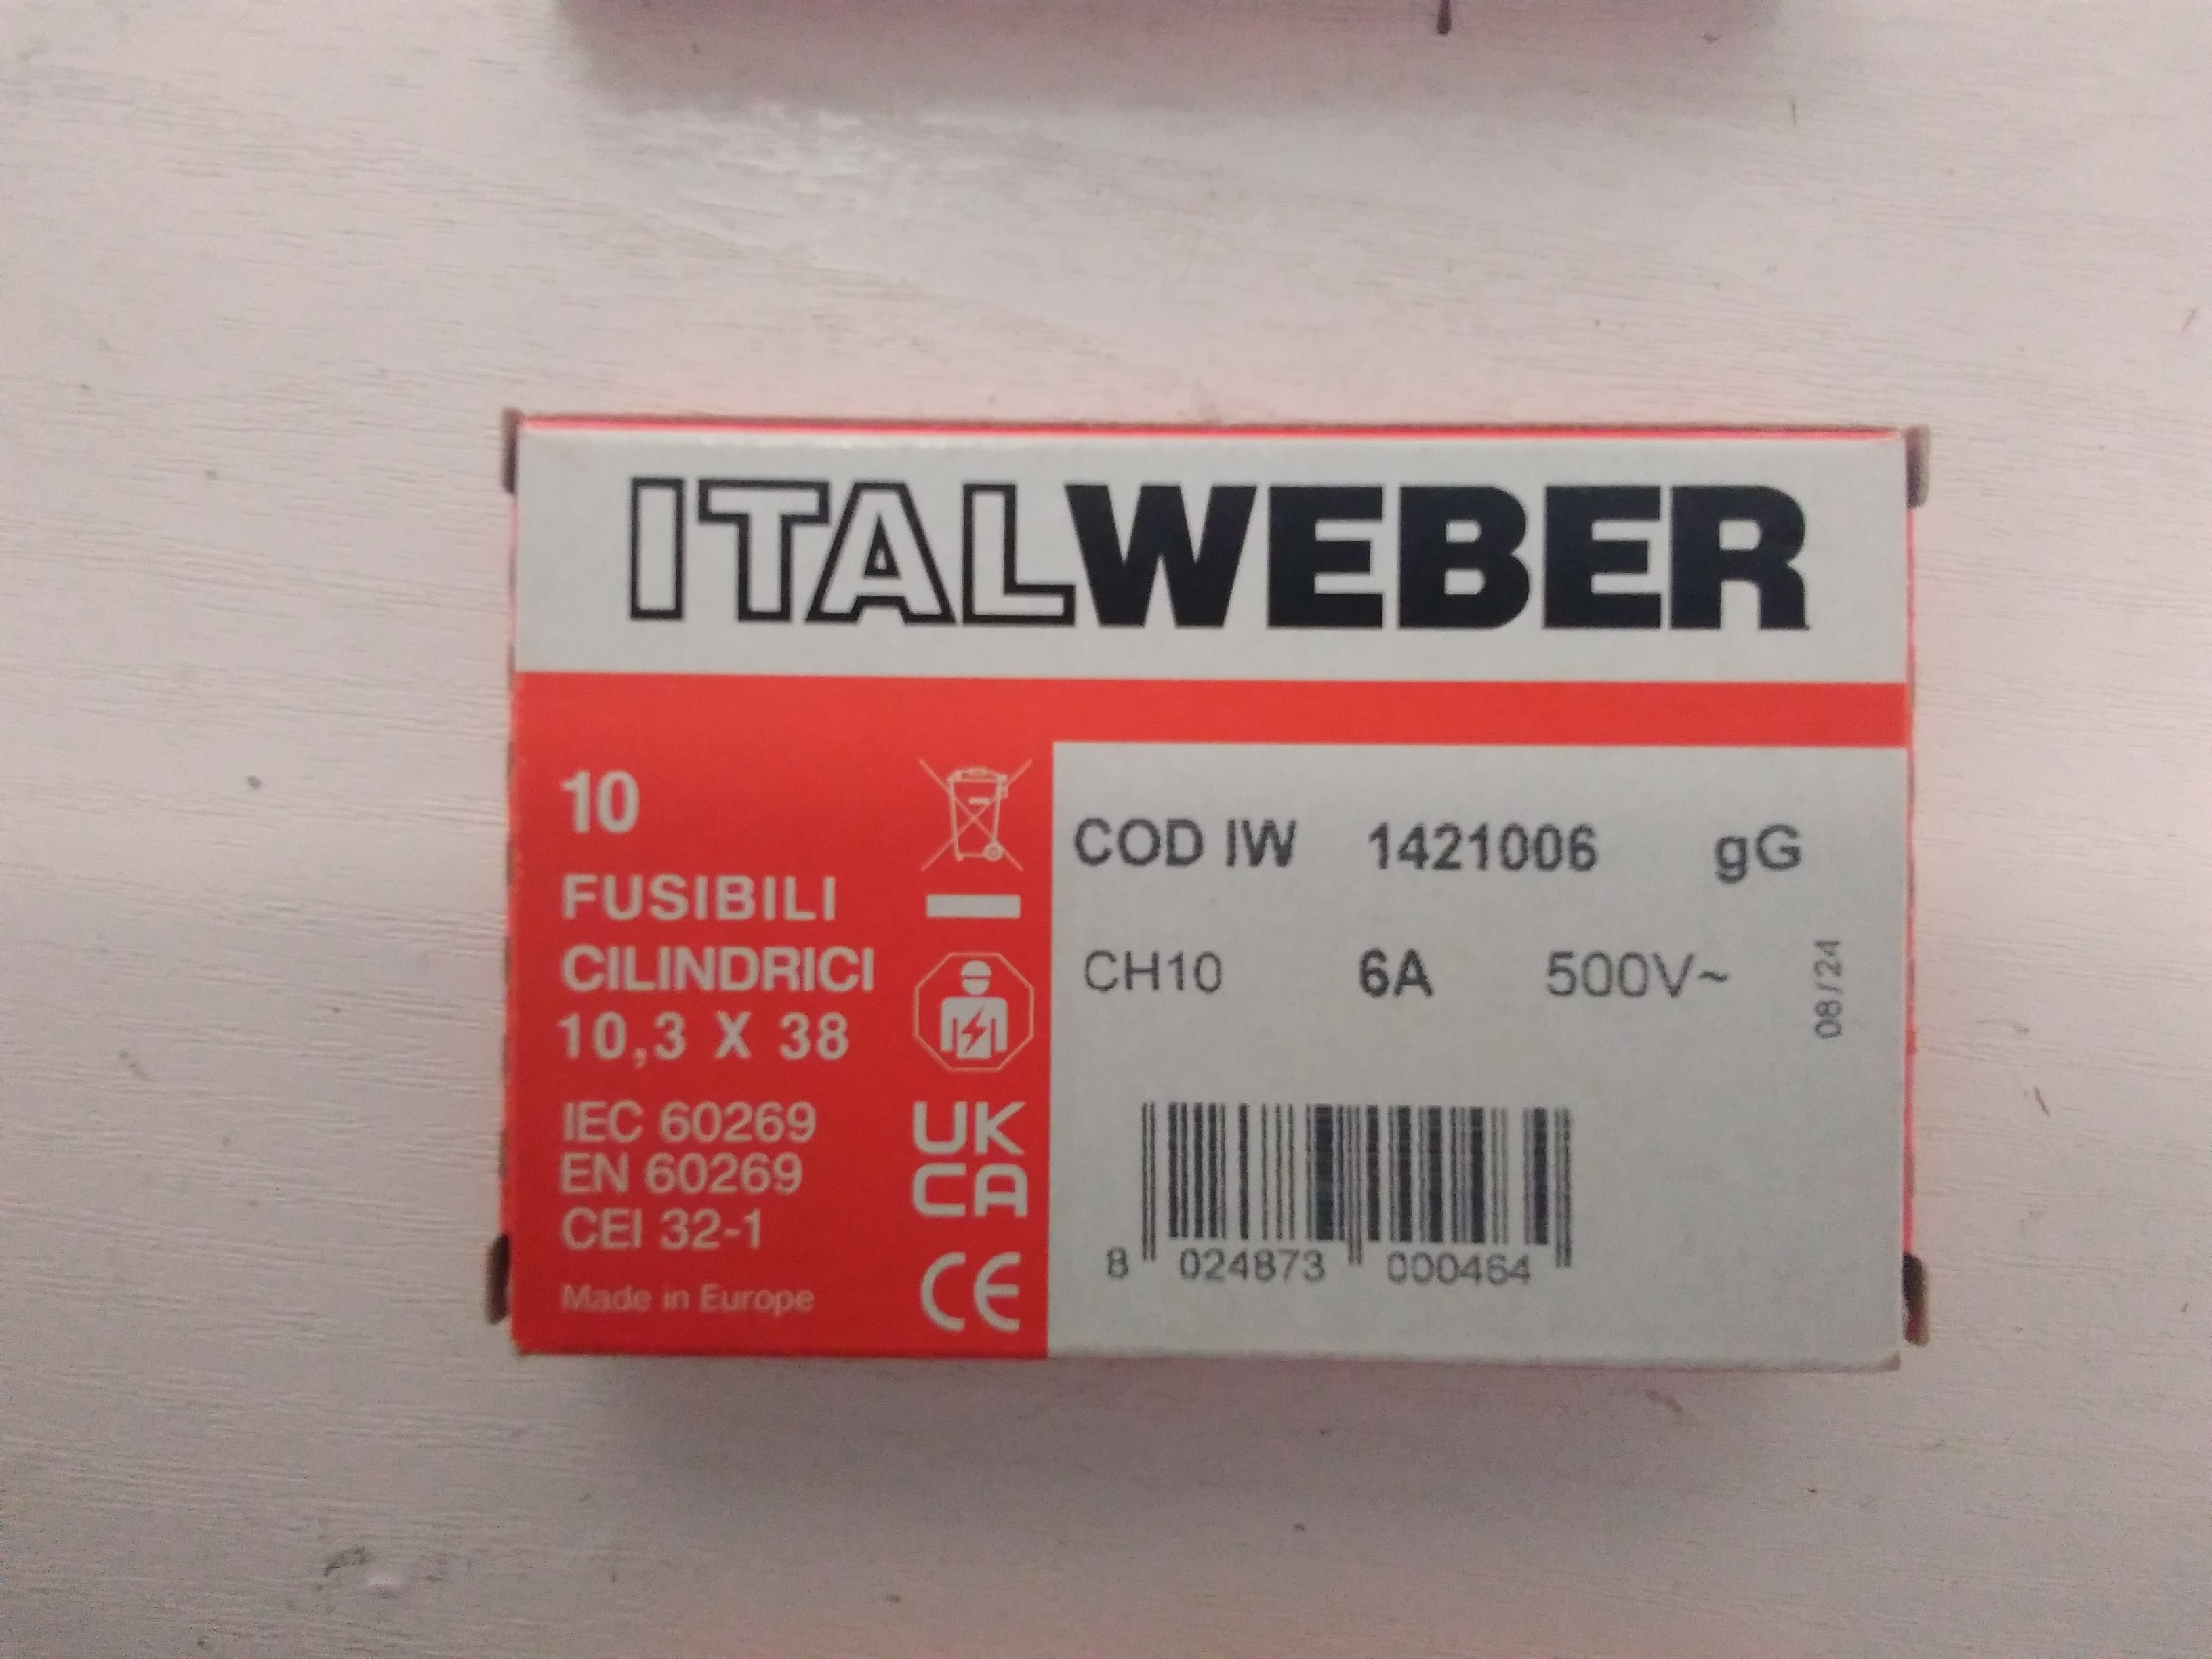 ITALWEBER
10
FUSIBILI
CILINDRICI
10,3 X 38
IEC 60269
EN 60269
CEI 32-1
Made in Europe
UK
CA
CE
COD IW 1421006 gG
CH10 6A 500V~
08/24
8 024873 000464